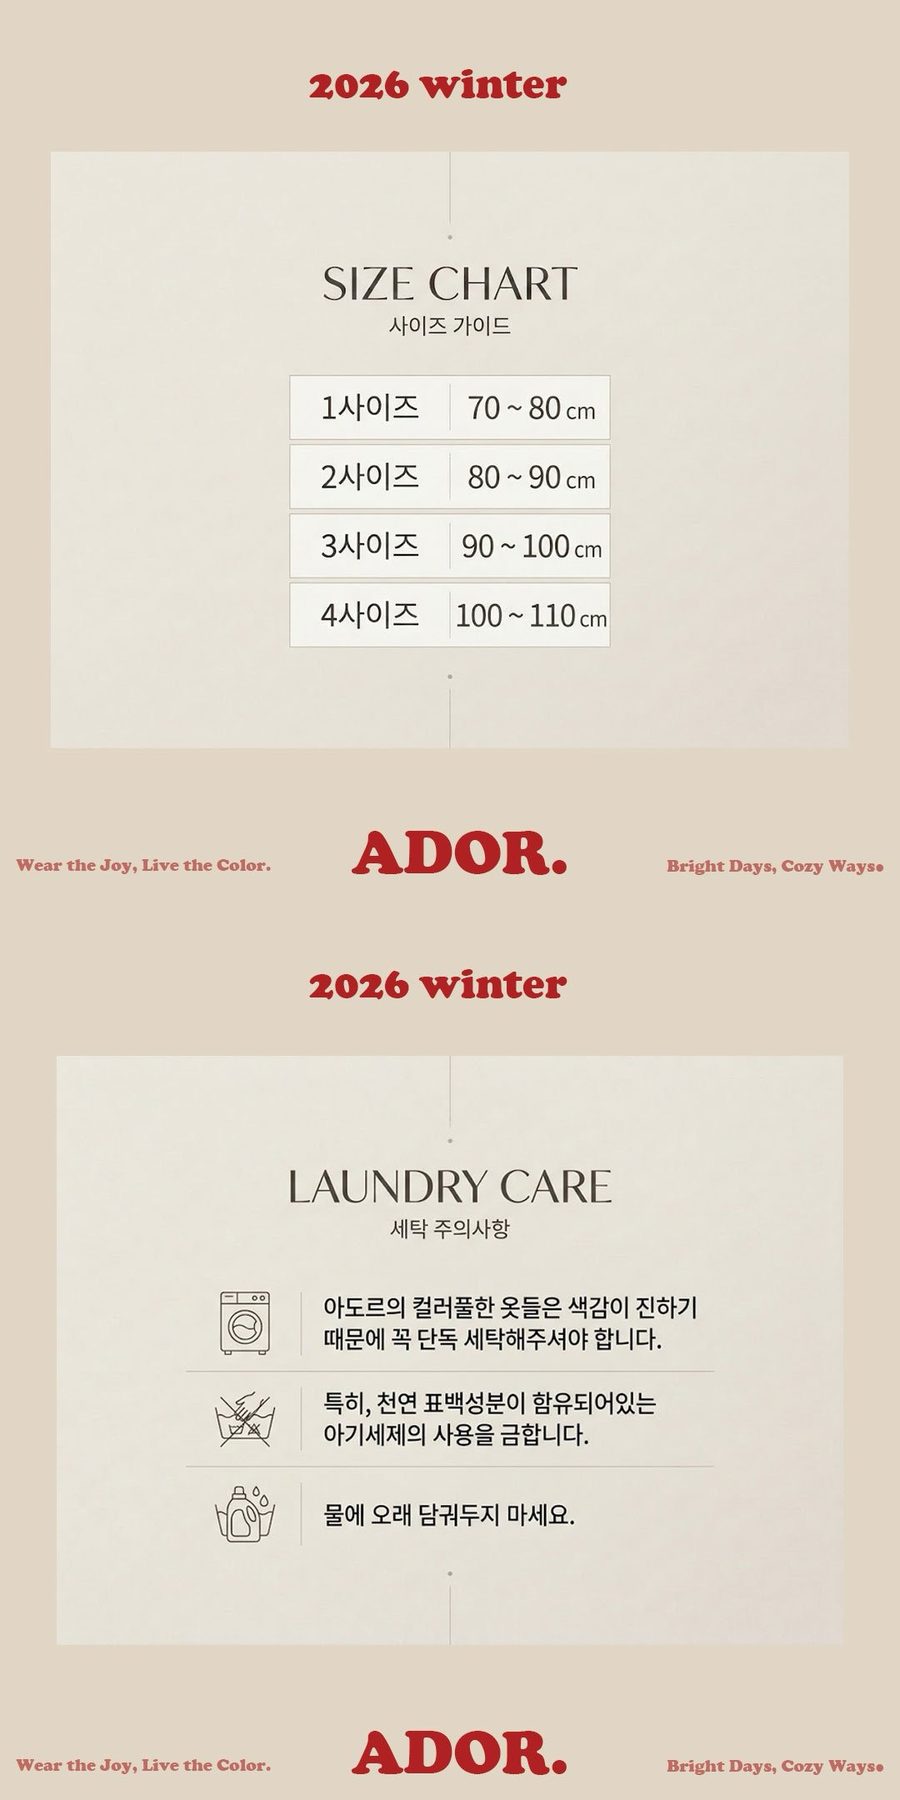 2026 winter
SIZE CHART
사이즈 가이드
1사이즈 70 ~ 80 cm
2사이즈 80 ~ 90 cm
3사이즈 90 ~ 100 cm
4사이즈 100 ~ 110 cm
Wear the Joy, Live the Color. ADOR. Bright Days, Cozy Ways●
2026 winter
LAUNDRY CARE
세탁 주의사항
아도르의 컬러풀한 옷들은 색감이 진하기
때문에 꼭 단독 세탁해주셔야 합니다.
특히, 천연 표백성분이 함유되어있는
아기세제의 사용을 금합니다.
물에 오래 담궈두지 마세요.
Wear the Joy, Live the Color. ADOR. Bright Days, Cozy Ways●